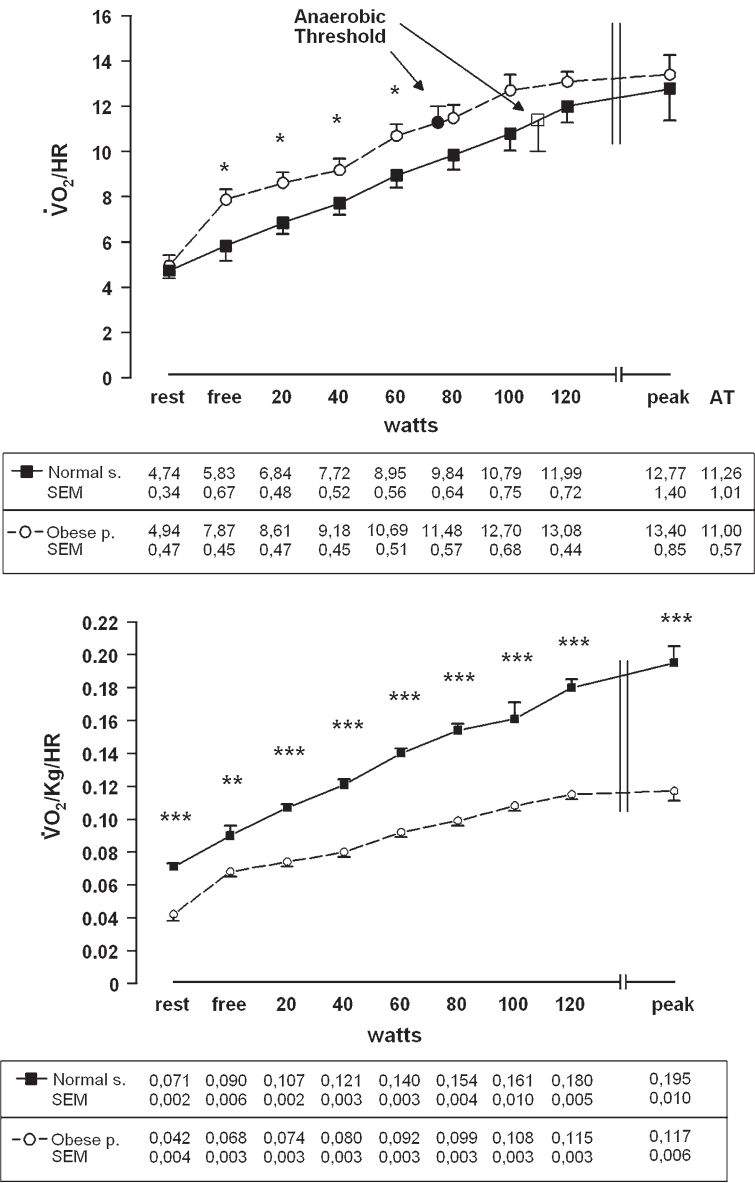 Anaerobic
Threshold
16
14
12
10
8
6
4
2
0
V̇O₂/HR
* * * *
rest free 20 40 60 80 100 120 peak AT
watts
Normal s. 4,74 5,83 6,84 7,72 8,95 9,84 10,79 11,99 12,77 11,26
SEM 0,34 0,67 0,48 0,52 0,56 0,64 0,75 0,72 1,40 1,01
Obese p. 4,94 7,87 8,61 9,18 10,69 11,48 12,70 13,08 13,40 11,00
SEM 0,47 0,45 0,47 0,45 0,51 0,57 0,68 0,44 0,85 0,57
0.22
0.20
0.18
0.16
0.14
0.12
0.10
0.08
0.06
0.04
0.02
0
V̇O₂/Kg/HR
*** ** *** *** *** *** *** *** ***
rest free 20 40 60 80 100 120 peak
watts
Normal s. 0,071 0,090 0,107 0,121 0,140 0,154 0,161 0,180 0,195
SEM 0,002 0,006 0,002 0,003 0,003 0,004 0,010 0,005 0,010
Obese p. 0,042 0,068 0,074 0,080 0,092 0,099 0,108 0,115 0,117
SEM 0,004 0,003 0,003 0,003 0,003 0,003 0,003 0,003 0,006